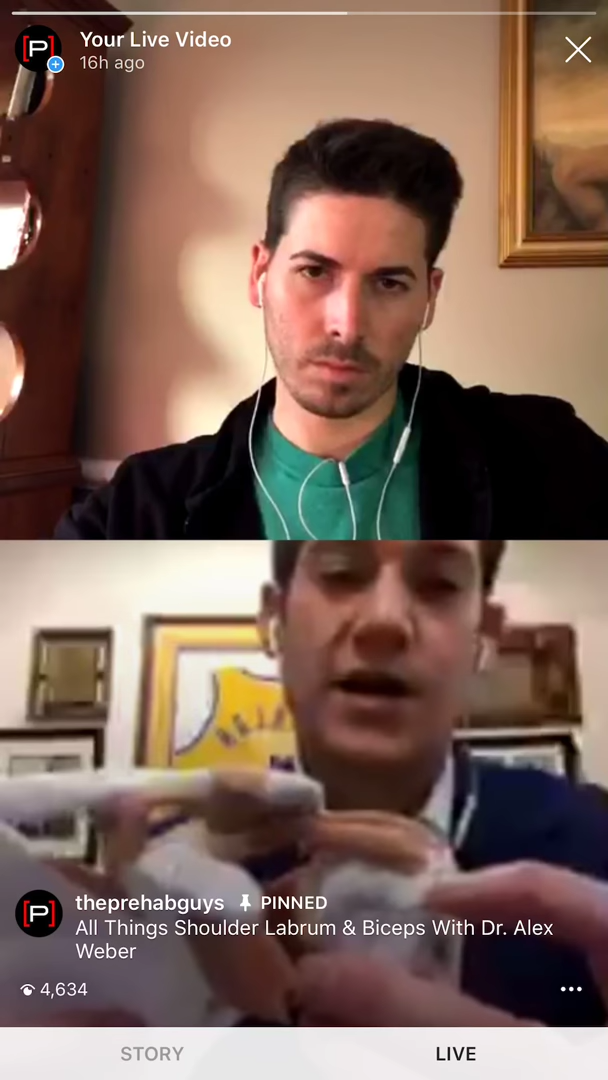 [P]
Your Live Video
16h ago
[P]
theprehabguys PINNED
All Things Shoulder Labrum & Biceps With Dr. Alex
Weber
4,634
STORY
LIVE